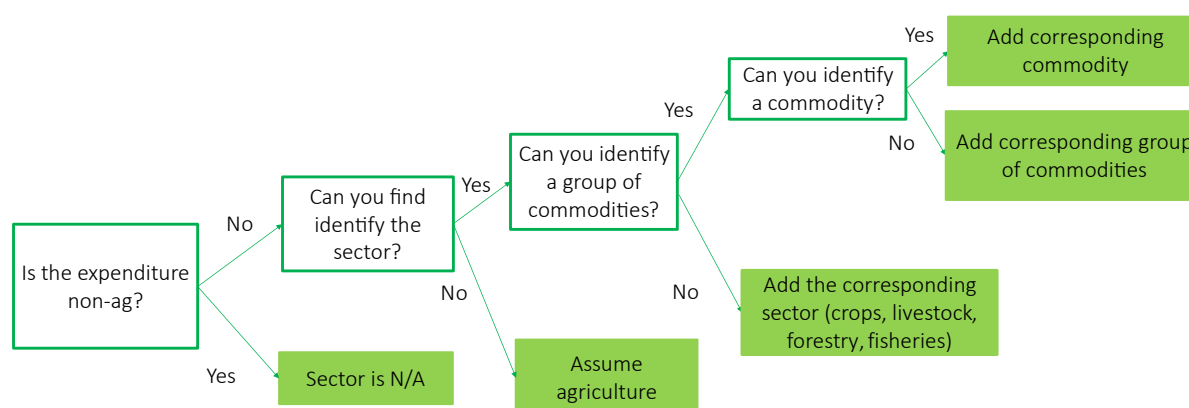 Yes
Add corresponding
commodity
Can you identify
a commodity?
Yes
No
Add corresponding group
of commodities
Can you identify
a group of
commodities?
Yes
Can you find
identify the
sector?
No
Is the expenditure
non-ag?
No
No
Add the corresponding
sector (crops, livestock,
forestry, fisheries)
Yes
Sector is N/A
Assume
agriculture